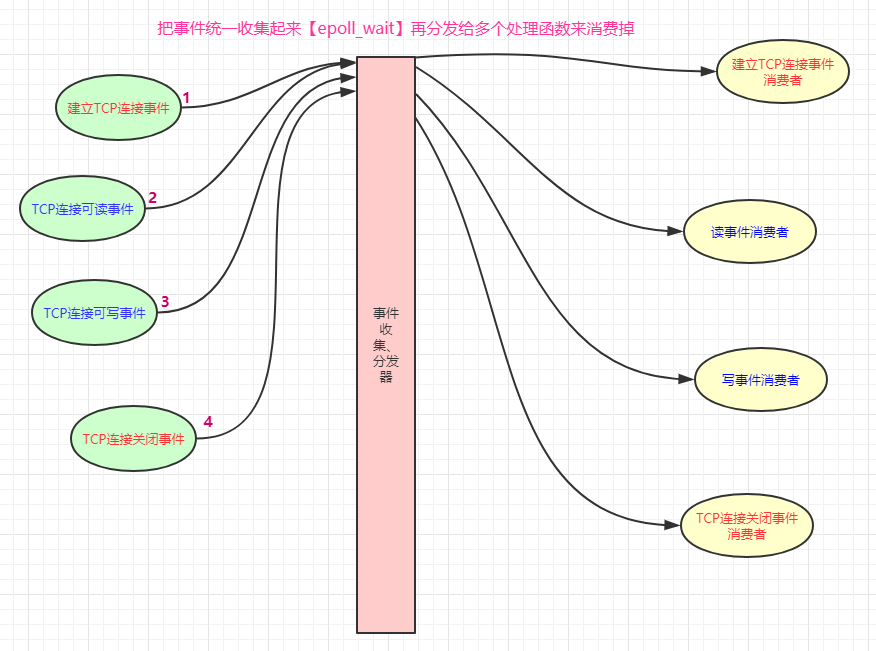 把事件统一收集起来【epoll_wait】再分发给多个处理函数来消费掉
建立TCP连接事件
1
TCP连接可读事件
2
TCP连接可写事件
3
TCP连接关闭事件
4
事件
收
集、
分发
器
建立TCP连接事件
消费者
读事件消费者
写事件消费者
TCP连接关闭事件
消费者